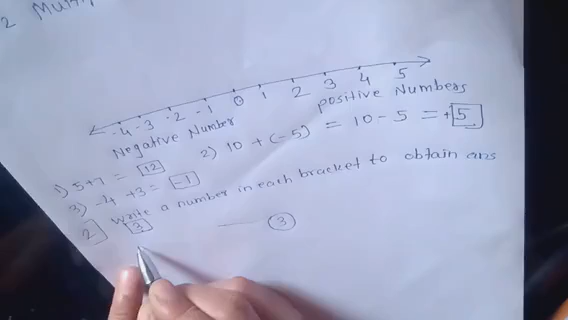 2 Multip
-4 -3 -2 -1 0 1 2 3 4 5
Negative Number positive Numbers
1) 5+7 = 12 2) 10 + (-5) = 10 - 5 = +5
3) -4 +3 = -1
2 Write a number in each bracket to obtain ans
3 3